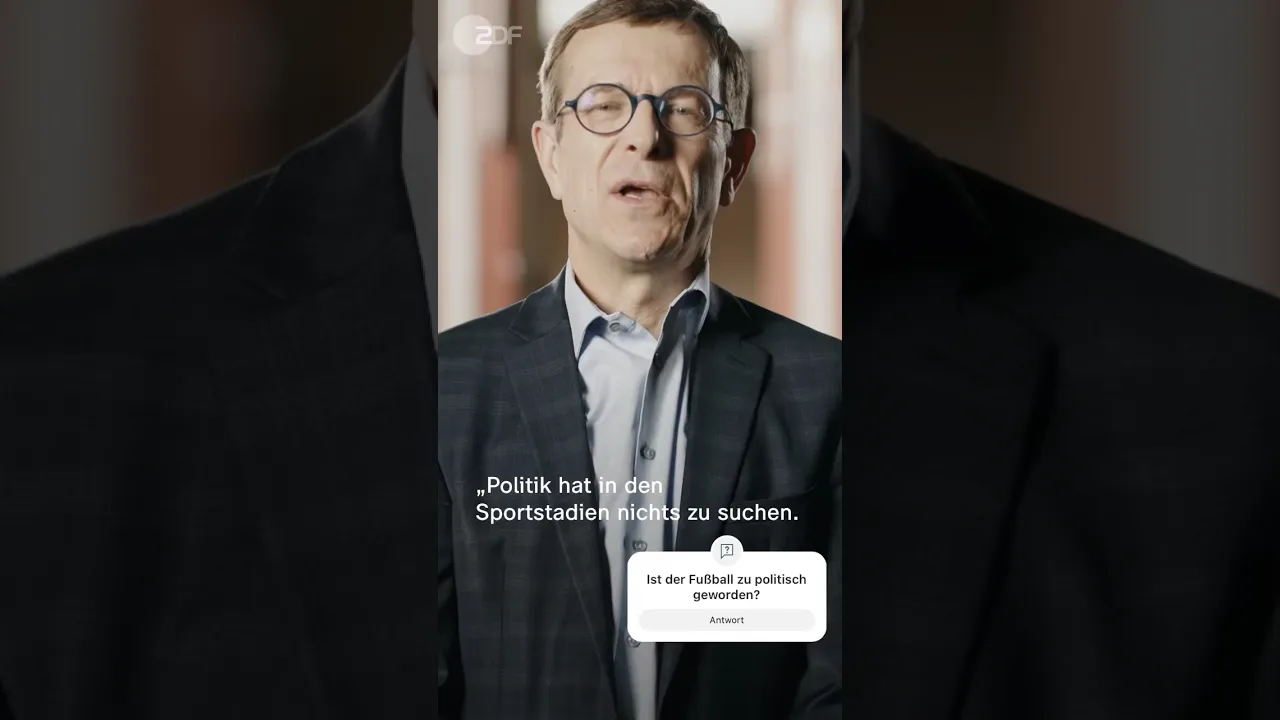 ZDF
„Politik hat in den
Sportstadien nichts zu suchen.
Ist der Fußball zu politisch
geworden?
Antwort